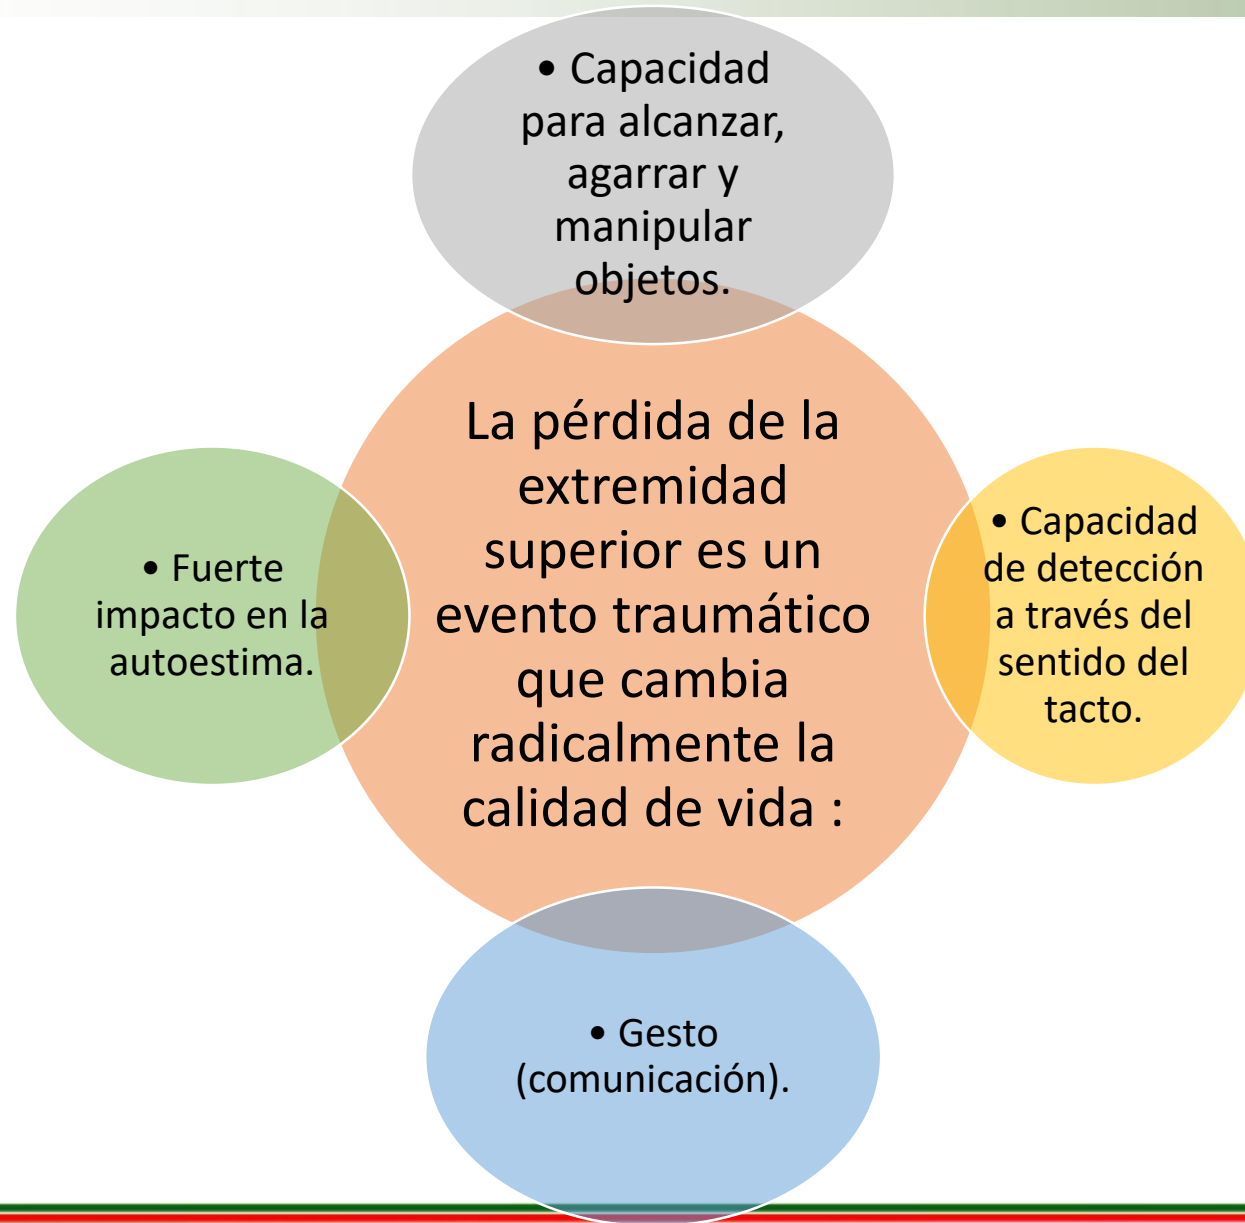 • Capacidad
para alcanzar,
agarrar y
manipular
objetos.
La pérdida de la
extremidad
superior es un
evento traumático
que cambia
radicalmente la
calidad de vida :
• Fuerte
impacto en la
autoestima.
• Capacidad
de detección
a través del
sentido del
tacto.
• Gesto
(comunicación).